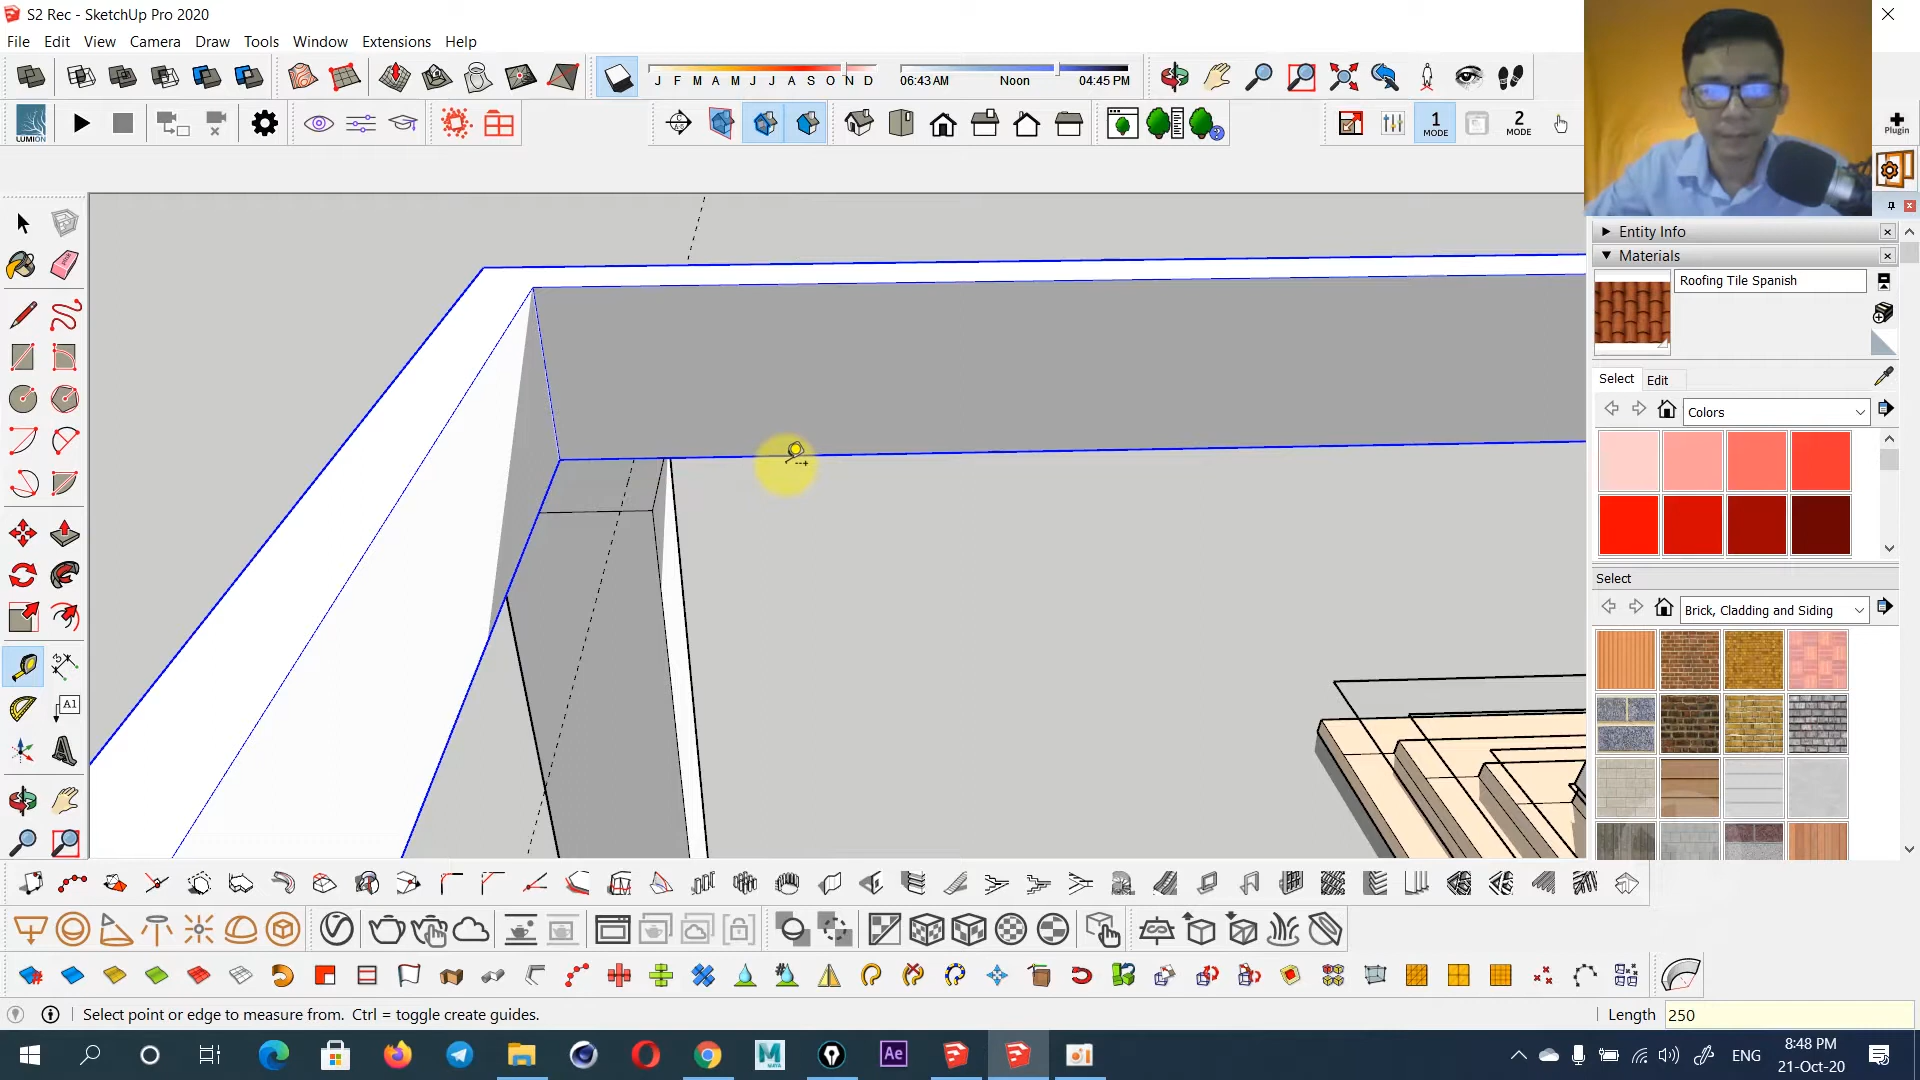 S2 Rec - SketchUp Pro 2020
File Edit View Camera Draw Tools Window Extensions Help
J F M A M J J A S O N D
06:43 AM Noon 04:45 PM
LUMION
1 MODE
2 MODE
Plugin
Entity Info
Materials
Roofing Tile Spanish
Select Edit
Colors
Select
Brick, Cladding and Siding
A1
Select point or edge to measure from. Ctrl = toggle create guides.
Length 250
Ae
ENG
8:48 PM
21-Oct-20